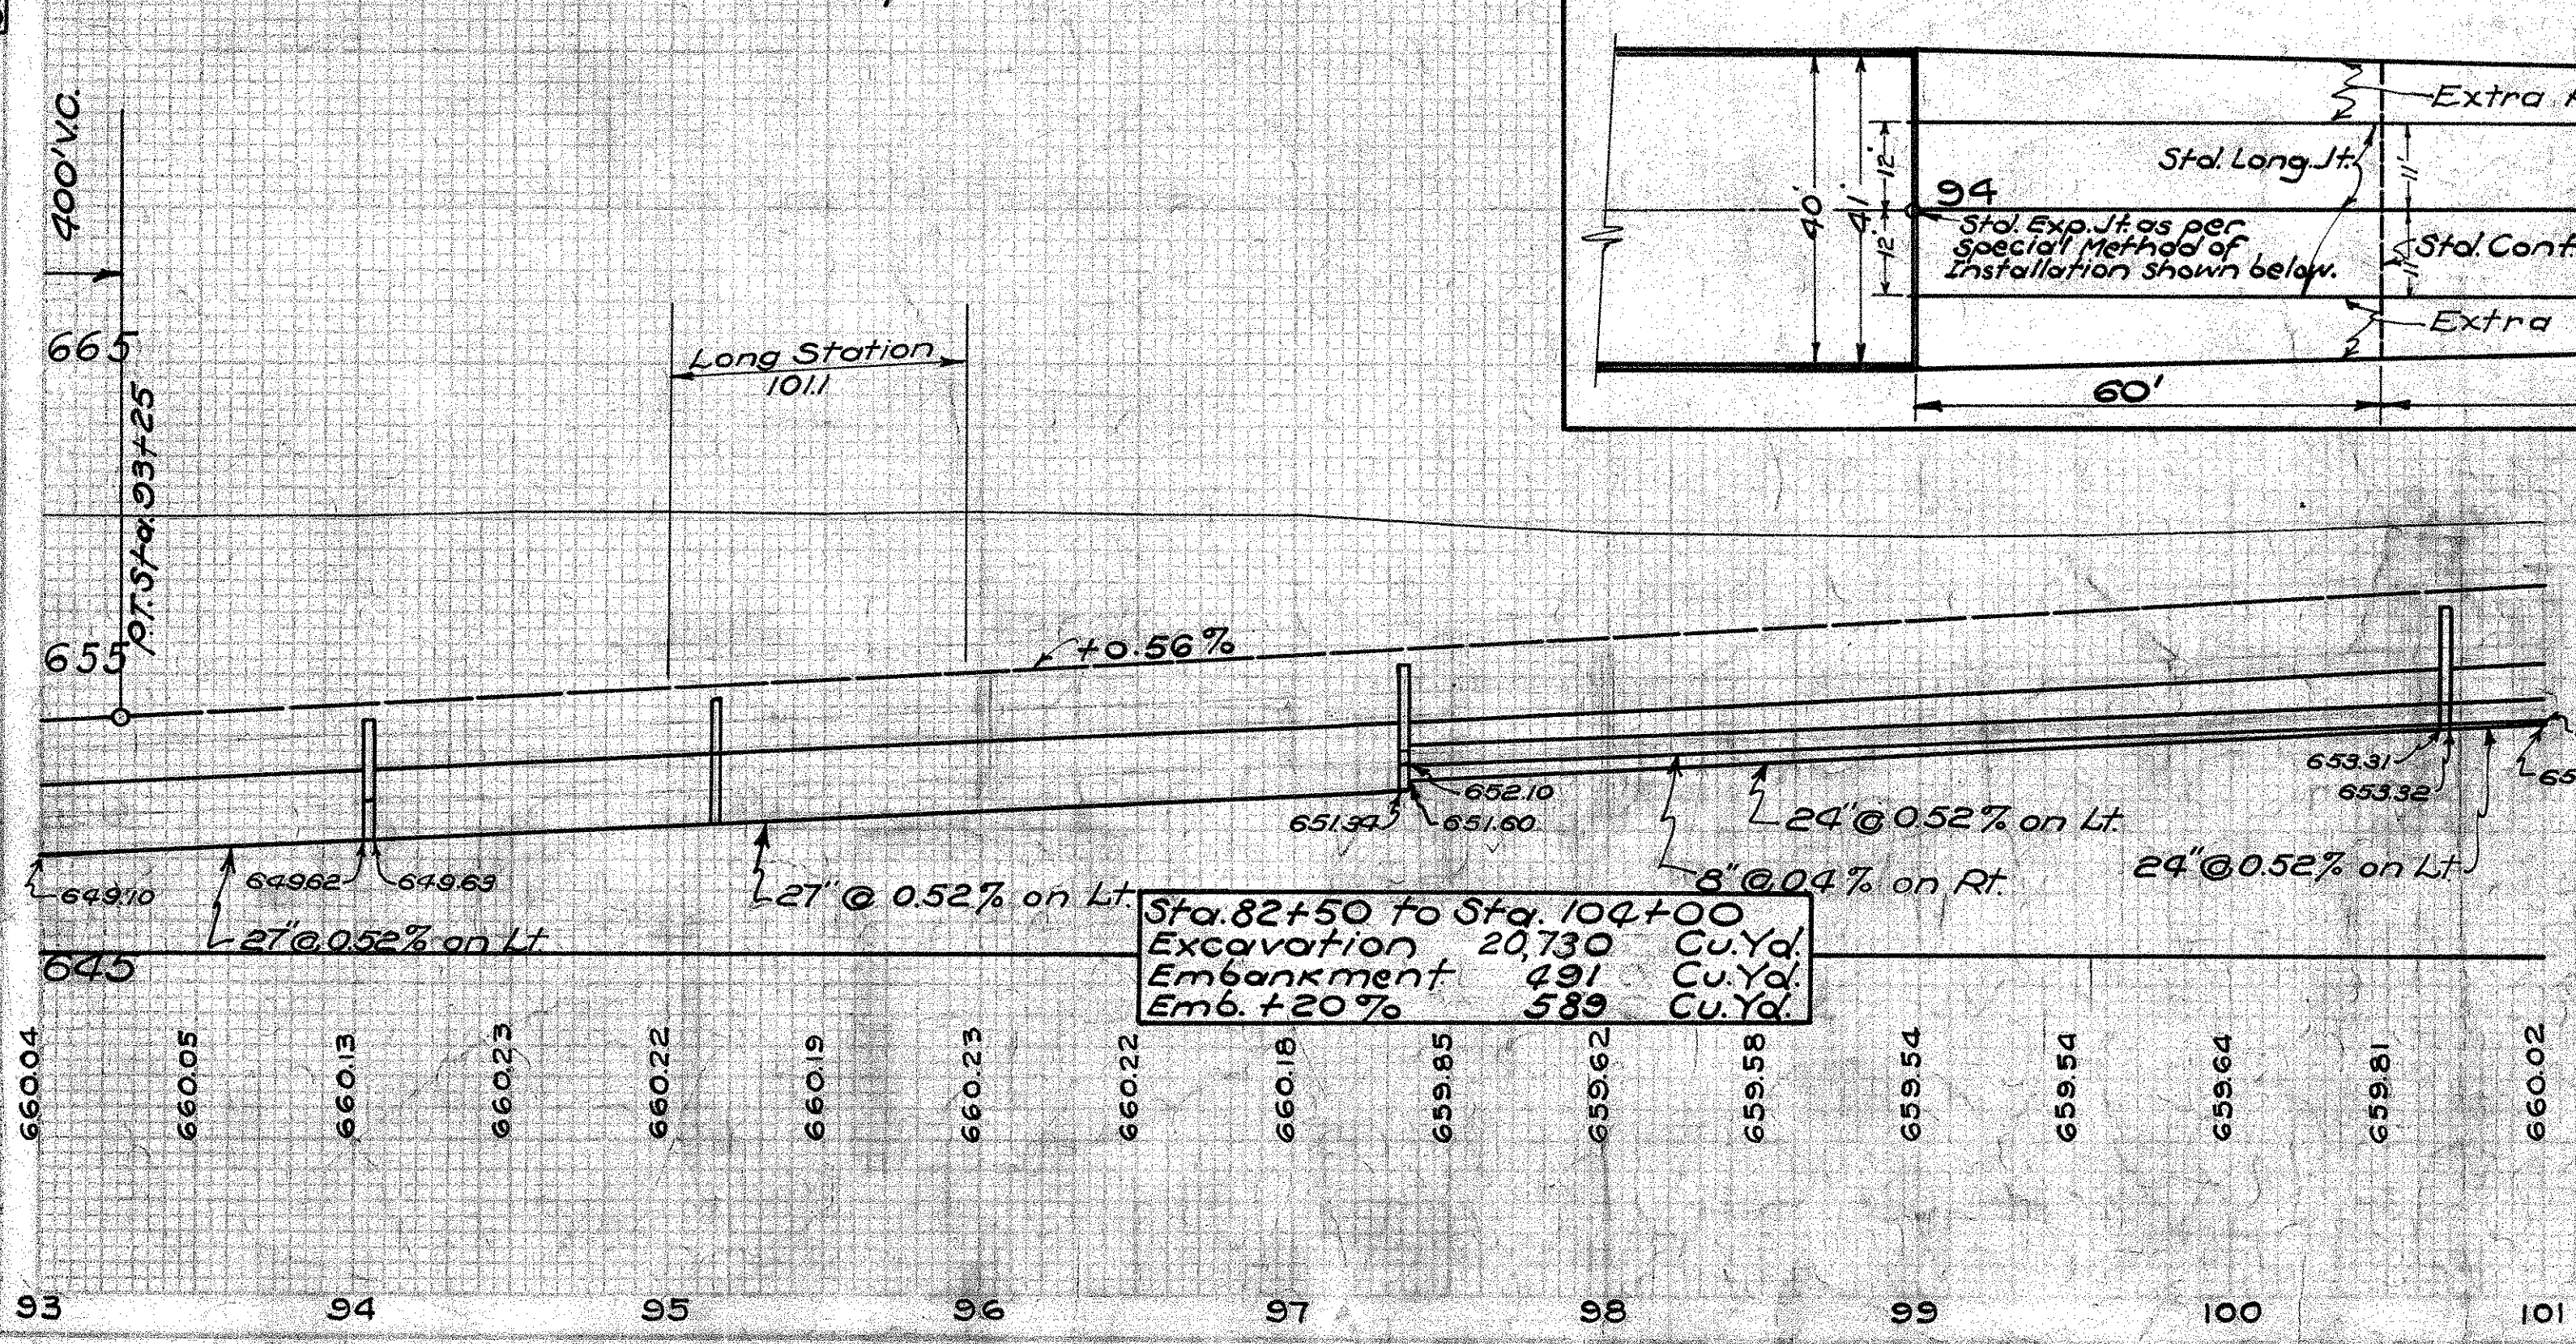 400'V.C.
665
P.T.Sta.93+25
655
Long Station
101.1
+0.56%
40'
41'
12'
12'
94
Std. Exp.Jt. as per
Special Method of
Installation shown below.
Std. Long. Jt.
11'
11'
Extra
Std. Cont.
Extra
60'
649.10
649.62
649.63
27"@0.52% on Lt.
27"@ 0.52% on Lt.
651.34
652.10
651.60
24"@0.52% on Lt.
8"@0.4% on Rt.
653.31
653.32
24"@0.52% on Lt.
65
645
Sta.82+50 to Sta. 104+00
Excavation 20,730 Cu.Yd.
Embankment 491 Cu.Yd.
Emb. +20% 589 Cu.Yd.
660.04
660.05
660.13
660.23
660.22
660.19
660.23
660.22
660.18
659.85
659.62
659.58
659.54
659.54
659.64
659.81
660.02
93 94 95 96 97 98 99 100 101